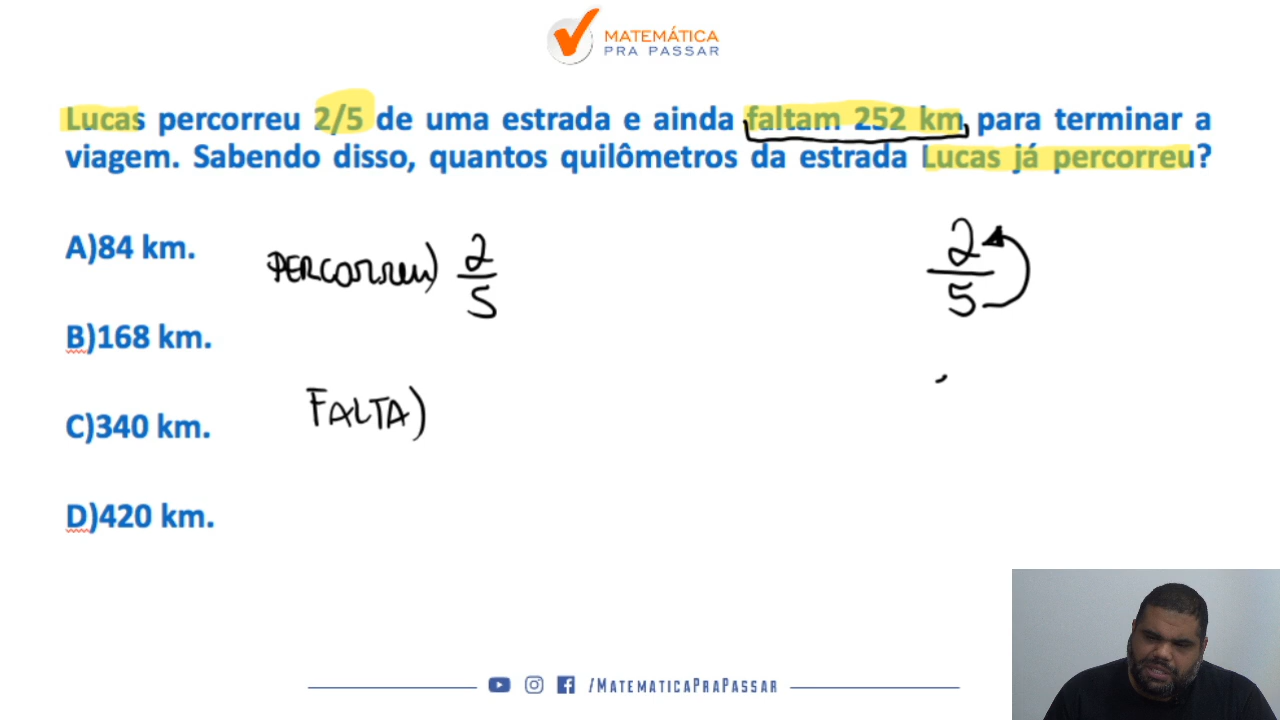 MATEMÁTICA
PRA PASSAR
Lucas percorreu 2/5 de uma estrada e ainda faltam 252 km para terminar a
viagem. Sabendo disso, quantos quilômetros da estrada Lucas já percorreu?
A)84 km.
PERCORREU) 2/5
2/5
B)168 km.
FALTA)
C)340 km.
D)420 km.
/MATEMATICAPRAPASSAR